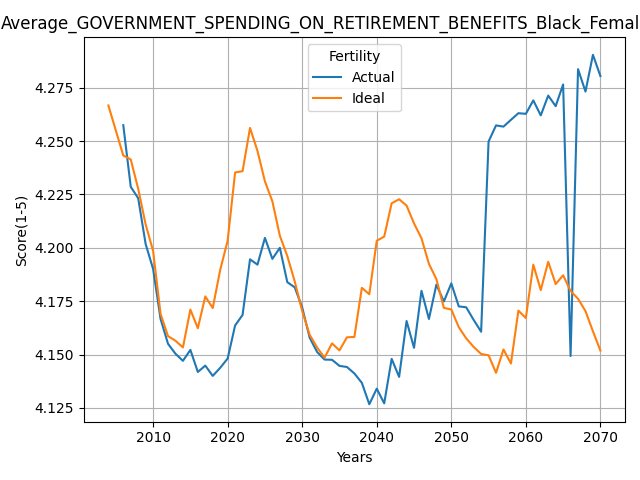 Average_GOVERNMENT_SPENDING_ON_RETIREMENT_BENEFITS_Black_Femal
Fertility
Actual
Ideal
Score(1-5)
4.275
4.250
4.225
4.200
4.175
4.150
4.125
2010 2020 2030 2040 2050 2060 2070
Years